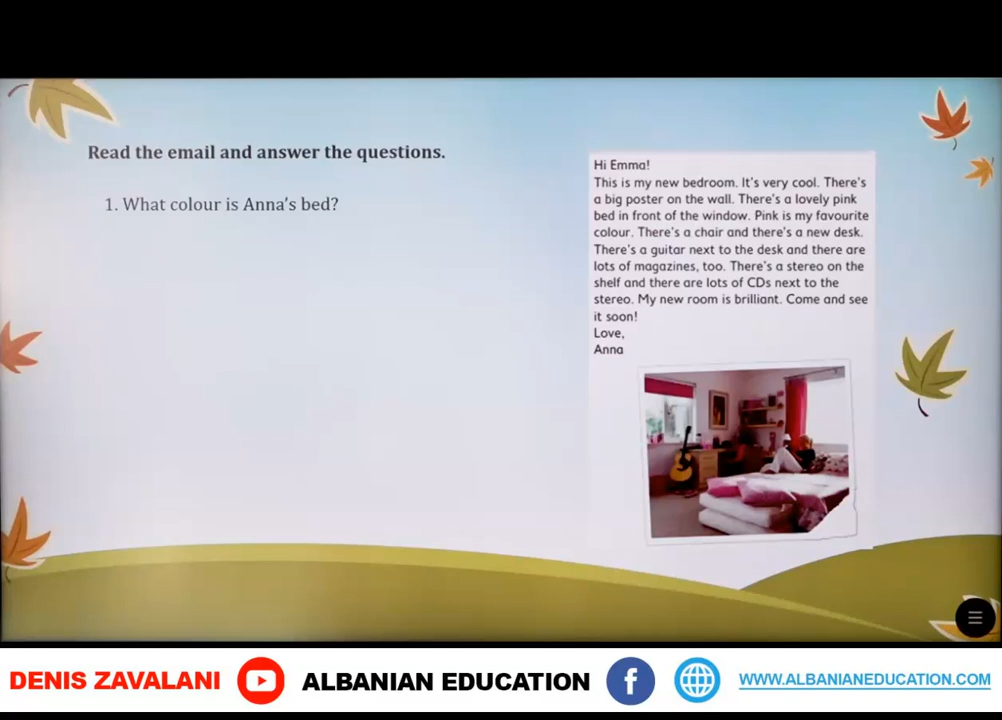 Read the email and answer the questions.
1. What colour is Anna's bed?
Hi Emma!
This is my new bedroom. It's very cool. There's
a big poster on the wall. There's a lovely pink
bed in front of the window. Pink is my favourite
colour. There's a chair and there's a new desk.
There's a guitar next to the desk and there are
lots of magazines, too. There's a stereo on the
shelf and there are lots of CDs next to the
stereo. My new room is brilliant. Come and see
it soon!
Love,
Anna
DENIS ZAVALANI ALBANIAN EDUCATION f WWW.ALBANIANEDUCATION.COM